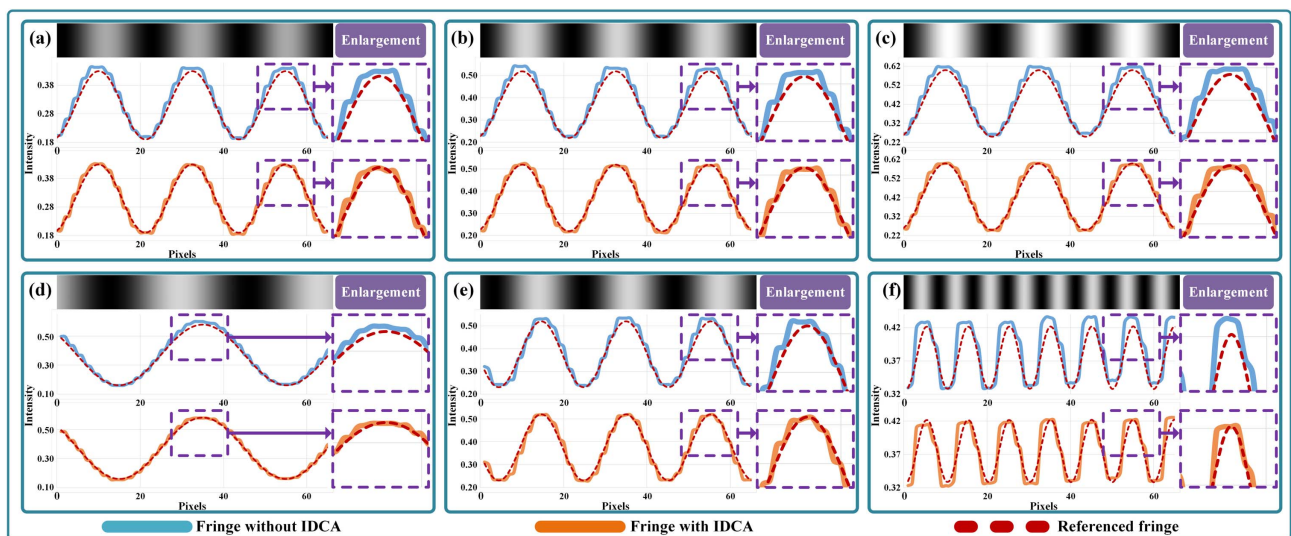 (a) Enlargement
(b) Enlargement
(c) Enlargement
Intensity
0.38
0.28
0.18
0 20 40 60
0.38
0.28
0.18
0 20 40 60
Pixels
Intensity
0.50
0.40
0.30
0.20
0 20 40 60
0.50
0.40
0.30
0.20
0 20 40 60
Pixels
Intensity
0.62
0.52
0.42
0.32
0.22
0 20 40 60
0.62
0.52
0.42
0.32
0.22
0 20 40 60
Pixels
(d) Enlargement
(e) Enlargement
(f) Enlargement
Intensity
0.50
0.30
0.10
0 20 40 60
0.50
0.30
0.10
0 20 40 60
Pixels
Intensity
0.50
0.40
0.30
0.20
0 20 40 60
0.50
0.40
0.30
0.20
0 20 40 60
Pixels
Intensity
0.42
0.37
0.32
0 20 40 60
0.42
0.37
0.32
0 20 40 60
Pixels
Fringe without IDCA Fringe with IDCA Referenced fringe